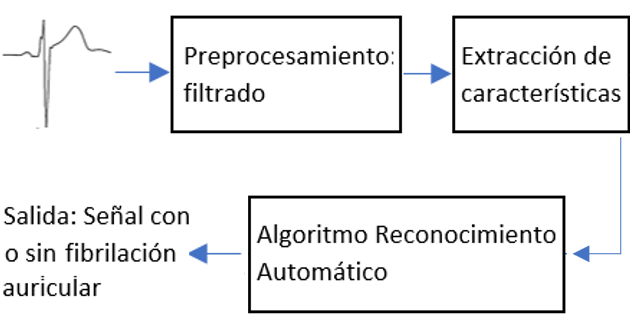 Preprocesamiento:
filtrado
Extracción de
características
Algoritmo Reconocimiento
Automático
Salida: Señal con
o sin fibrilación
auricular